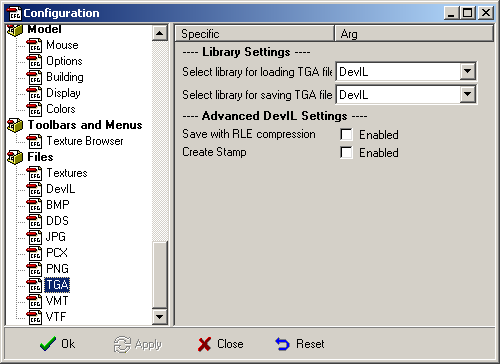 Configuration
Model
Mouse
Options
Building
Display
Colors
Toolbars and Menus
Texture Browser
Files
Textures
DevIL
BMP
DDS
JPG
PCX
PNG
TGA
VMT
VTF
Specific Arg
---- Library Settings ----
Select library for loading TGA file DevIL
Select library for saving TGA file DevIL
---- Advanced DevIL Settings ----
Save with RLE compression Enabled
Create Stamp Enabled
Ok Apply Close Reset